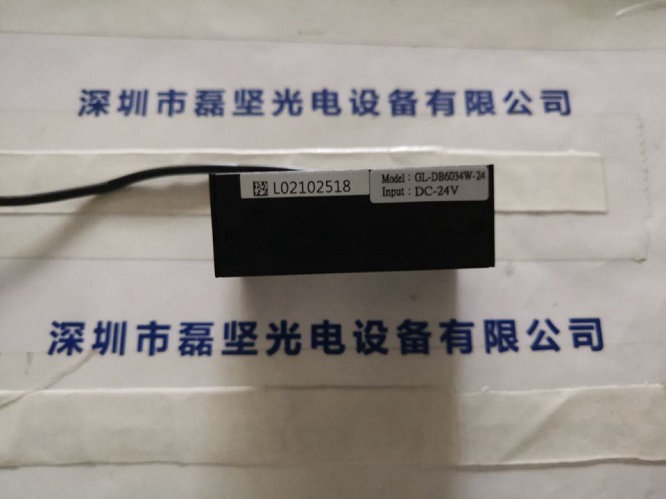 深圳市磊坚光电设备有限公司
L02102518
Model : GL-DB6034W-24
Input : DC-24V
深圳市磊坚光电设备有限公司